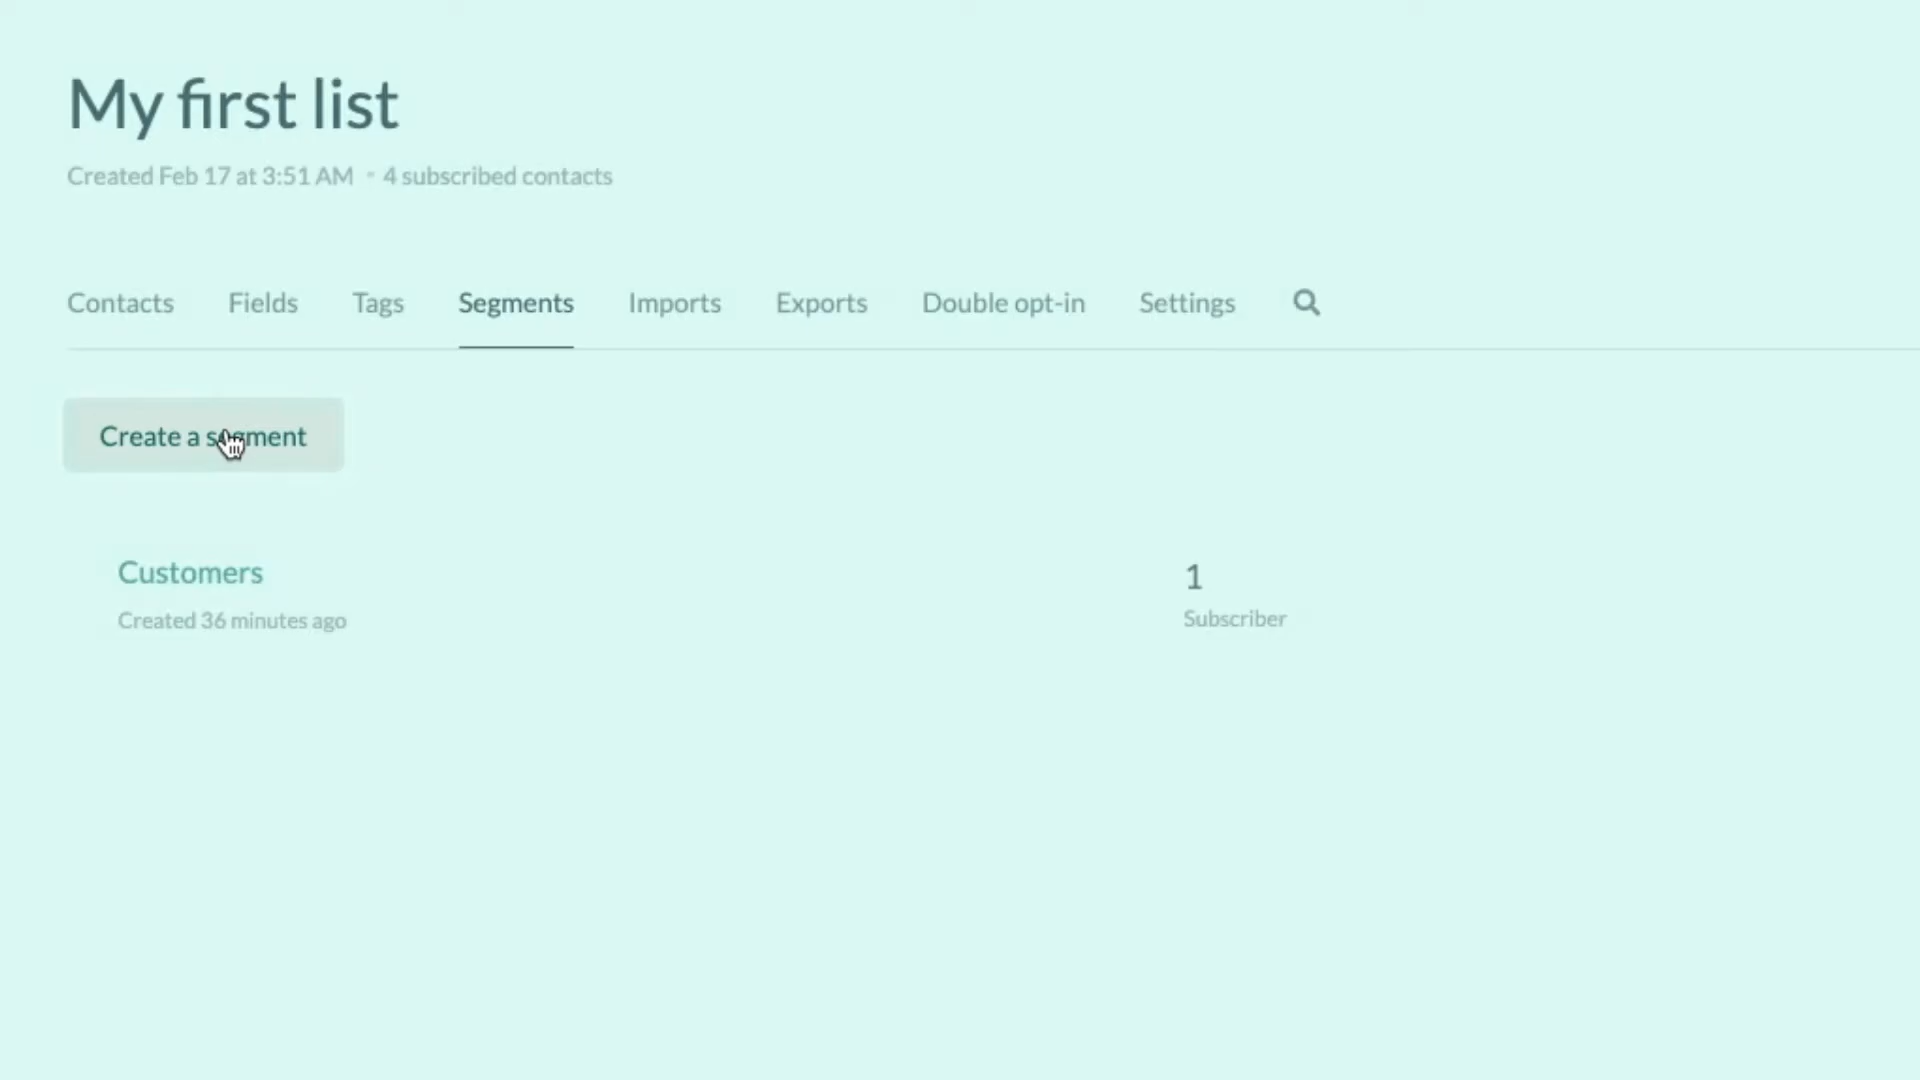 My first list
Created Feb 17 at 3:51 AM • 4 subscribed contacts
Contacts Fields Tags Segments Imports Exports Double opt-in Settings
Create a segment
Customers 1
Created 36 minutes ago Subscriber